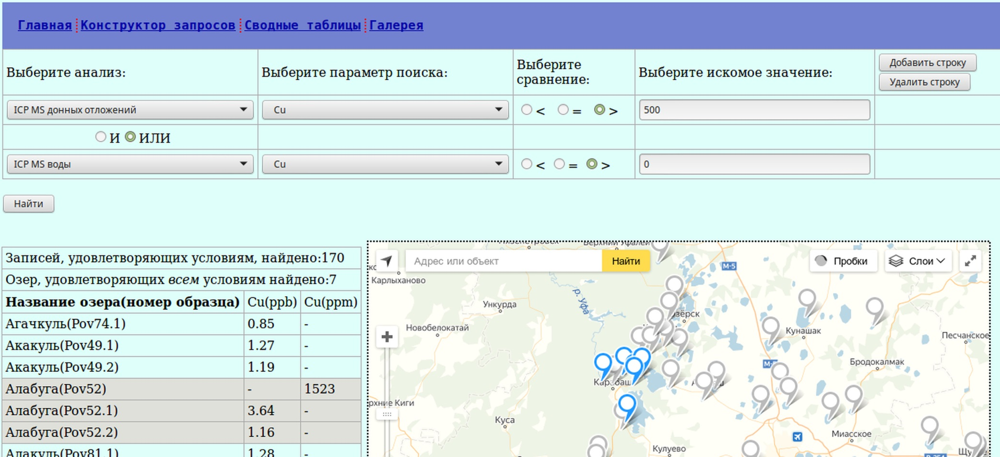 Главная Конструктор запросов Сводные таблицы Галерея
Выберите анализ: Выберите параметр поиска: Выберите сравнение: Выберите искомое значение: Добавить строку
Удалить строку
ICP MS донных отложений Cu < = > 500
И ИЛИ
ICP MS воды Cu < = > 0
Найти
Записей, удовлетворяющих условиям, найдено:170
Озер, удовлетворяющих всем условиям найдено:7
Название озера(номер образца) Cu(ppb) Cu(ppm)
Агачкуль(Pov74.1) 0.85 -
Акакуль(Pov49.1) 1.27 -
Акакуль(Pov49.2) 1.19 -
Алабуга(Pov52) - 1523
Алабуга(Pov52.1) 3.64 -
Алабуга(Pov52.2) 1.16 -
Алакуль(Pov81.1) 1.28 -
Верхний Уфалей
Адрес или объект Найти
М-5
Пробки Слои
Карлыханово
р. Уфа
Ункурда
Новобелокатай
Кунашак
Песчанское
Бродокалмак
рхние Киги
Куса
Миасское
Кулуево